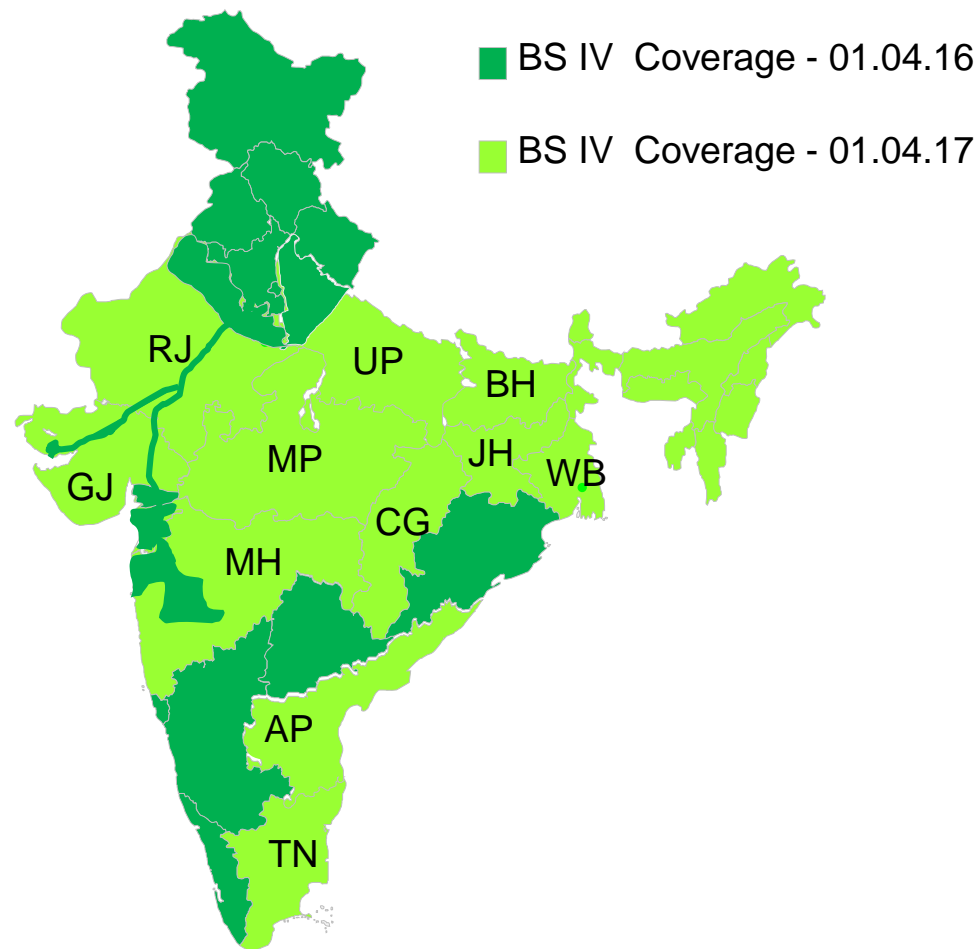 BS IV Coverage - 01.04.16
BS IV Coverage - 01.04.17
RJ
UP
BH
MP
JH
WB
GJ
CG
MH
AP
TN